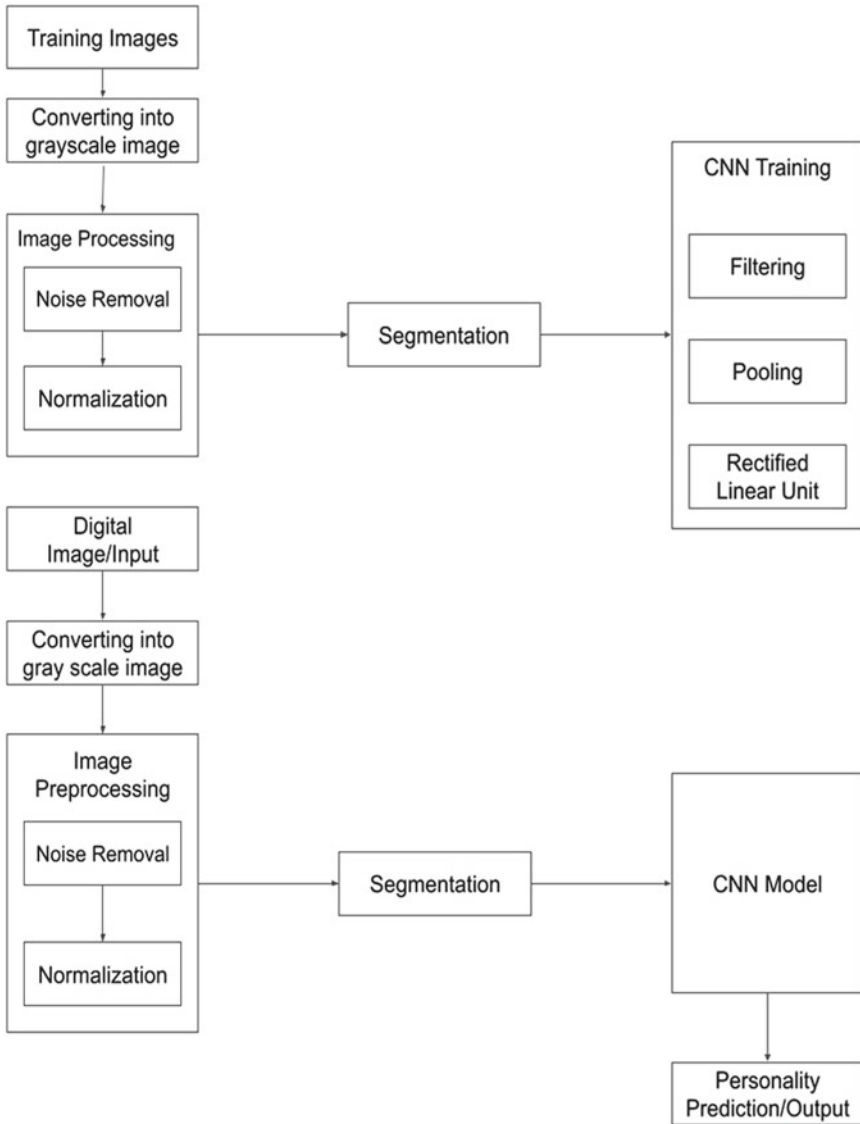 Training Images
Converting into
grayscale image
Image Processing
Noise Removal
Normalization
Segmentation
CNN Training
Filtering
Pooling
Rectified
Linear Unit
Digital
Image/Input
Converting into
gray scale image
Image
Preprocessing
Noise Removal
Normalization
Segmentation
CNN Model
Personality
Prediction/Output